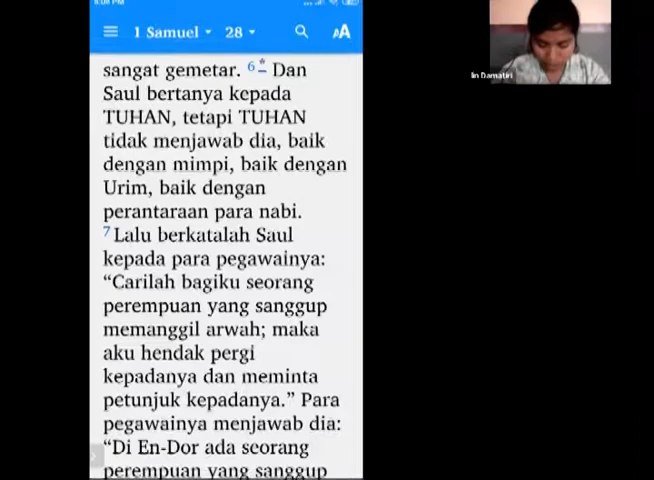 1 Samuel 28 AA
sangat gemetar. 6 * Dan
Saul bertanya kepada
TUHAN, tetapi TUHAN
tidak menjawab dia, baik
dengan mimpi, baik dengan
Urim, baik dengan
perantaraan para nabi.
7 Lalu berkatalah Saul
kepada para pegawainya:
“Carilah bagiku seorang
perempuan yang sanggup
memanggil arwah; maka
aku hendak pergi
kepadanya dan meminta
petunjuk kepadanya.” Para
pegawainya menjawab dia:
“Di En-Dor ada seorang
perempuan yang sanggup
Iin Damatiri